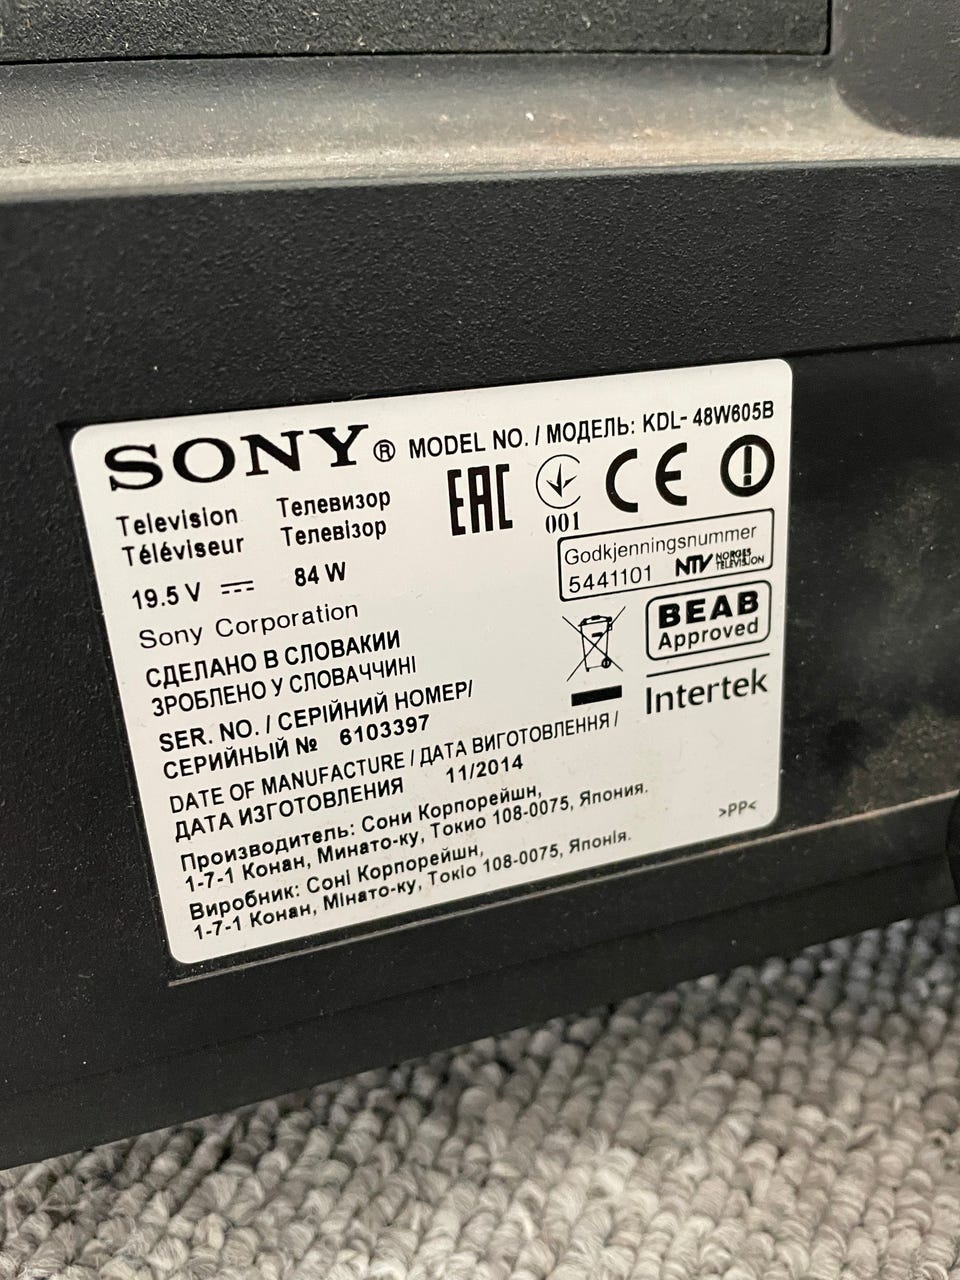 SONY® MODEL NO. / МОДЕЛЬ: KDL- 48W605B
Television Телевизор
Téléviseur Телевізор
EAC
001
CE
19.5 V 84 W
Godkjenningsnummer
5441101 NTV NORGES TELEVISJON
Sony Corporation
BEAB
Approved
СДЕЛАНО В СЛОВАКИИ
ЗРОБЛЕНО У СЛОВАЧЧИНІ
Intertek
SER. NO. / СЕРІЙНИЙ НОМЕР/
СЕРИЙНЫЙ № 6103397
DATE OF MANUFACTURE / ДАТА ВИГОТОВЛЕННЯ /
ДАТА ИЗГОТОВЛЕНИЯ 11/2014
Производитель: Сони Корпорейшн,
1-7-1 Конан, Минато-ку, Токио 108-0075, Япония.
Виробник: Соні Корпорейшн,
1-7-1 Конан, Мінато-ку, Токіо 108-0075, Японія.
>PP<